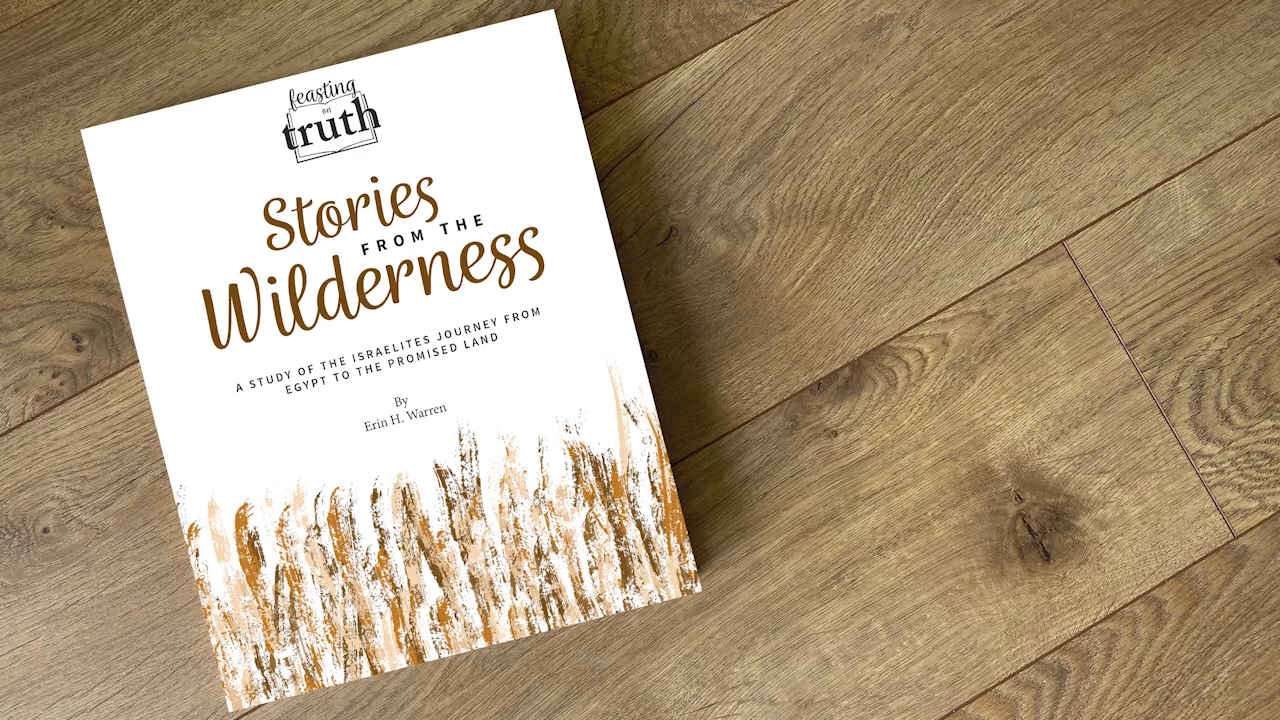 feasting
on
truth
Stories
FROM THE
Wilderness
A STUDY OF THE ISRAELITES JOURNEY FROM
EGYPT TO THE PROMISED LAND
By
Erin H. Warren